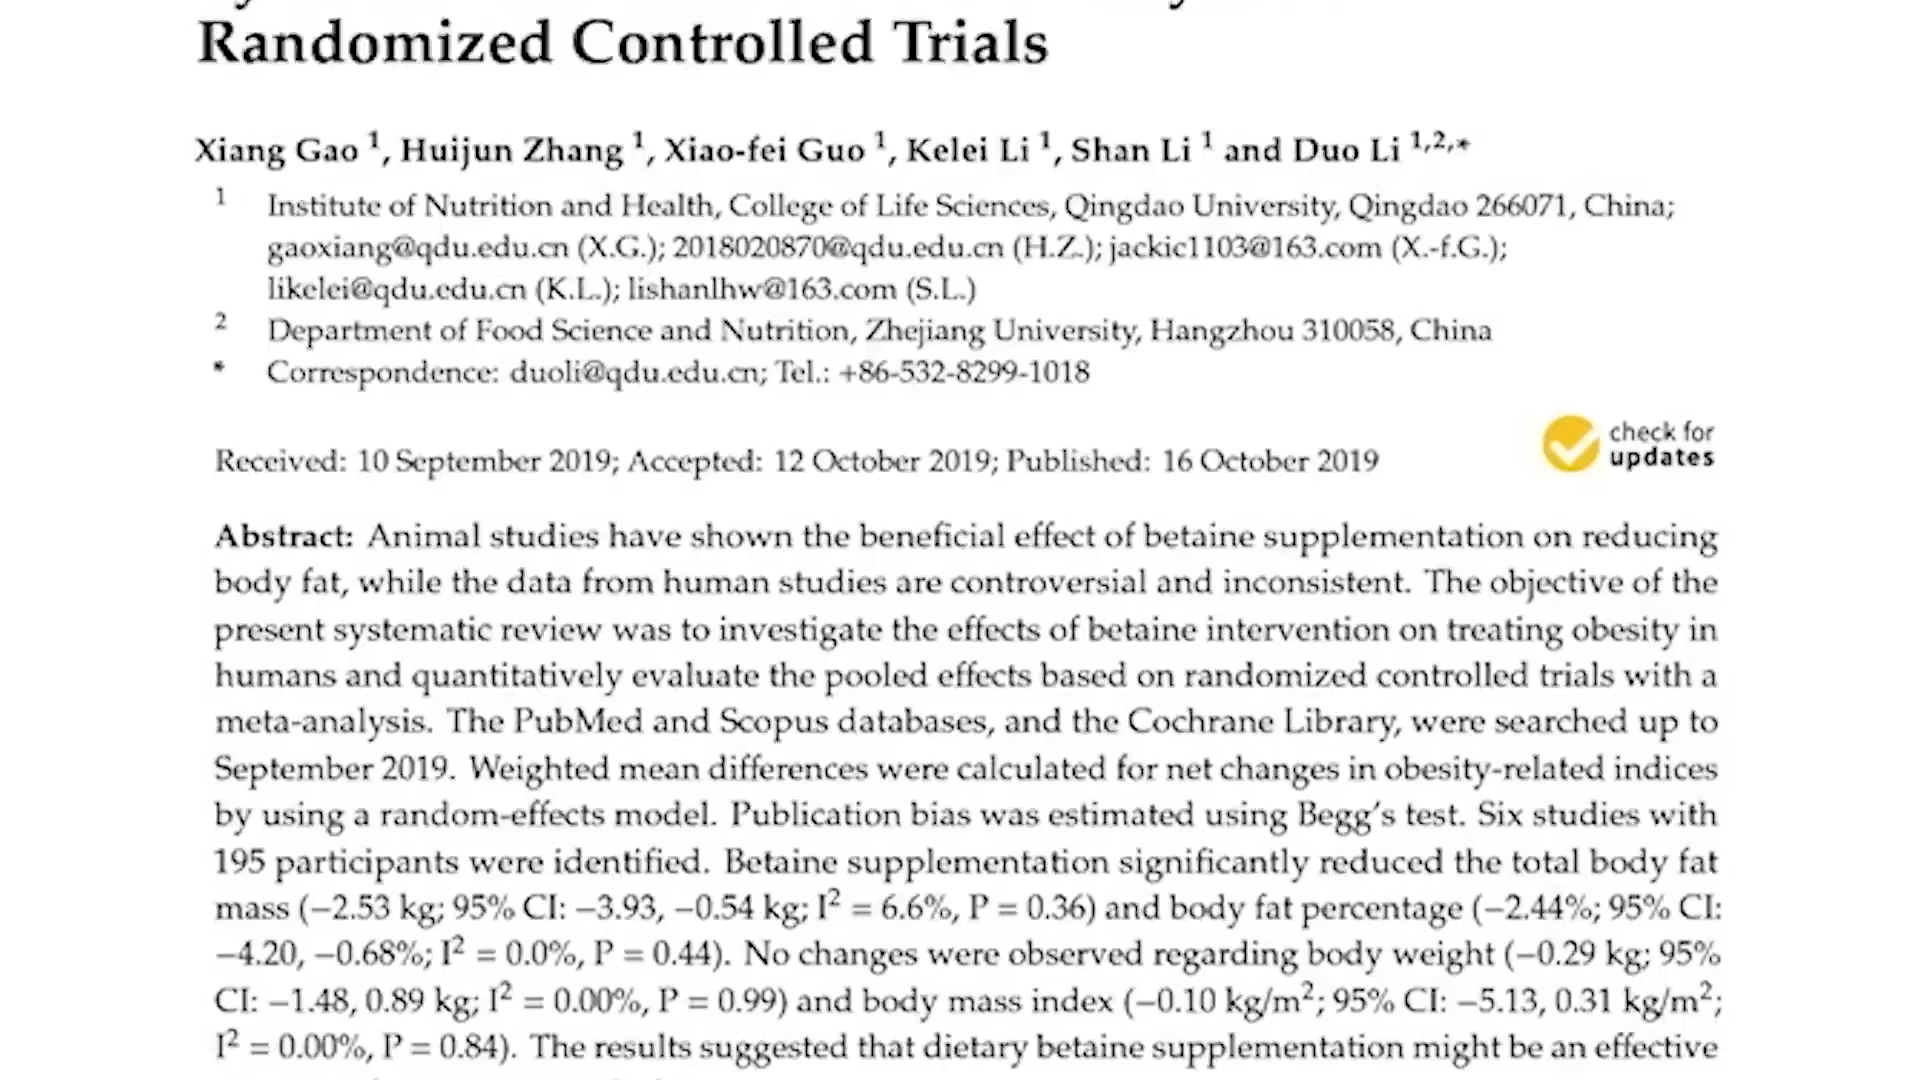 Randomized Controlled Trials
Xiang Gao 1, Huijun Zhang 1, Xiao-fei Guo 1, Kelei Li 1, Shan Li 1 and Duo Li 1,2,*
1 Institute of Nutrition and Health, College of Life Sciences, Qingdao University, Qingdao 266071, China;
gaoxiang@qdu.edu.cn (X.G.); 2018020870@qdu.edu.cn (H.Z.); jackie1103@163.com (X.-f.G.);
likelei@qdu.edu.cn (K.L.); lishanlhw@163.com (S.L.)
2 Department of Food Science and Nutrition, Zhejiang University, Hangzhou 310058, China
* Correspondence: duoli@qdu.edu.cn; Tel.: +86-532-8299-1018
check for
updates
Received: 10 September 2019; Accepted: 12 October 2019; Published: 16 October 2019
Abstract: Animal studies have shown the beneficial effect of betaine supplementation on reducing
body fat, while the data from human studies are controversial and inconsistent. The objective of the
present systematic review was to investigate the effects of betaine intervention on treating obesity in
humans and quantitatively evaluate the pooled effects based on randomized controlled trials with a
meta-analysis. The PubMed and Scopus databases, and the Cochrane Library, were searched up to
September 2019. Weighted mean differences were calculated for net changes in obesity-related indices
by using a random-effects model. Publication bias was estimated using Begg's test. Six studies with
195 participants were identified. Betaine supplementation significantly reduced the total body fat
mass (−2.53 kg; 95% CI: −3.93, −0.54 kg; I² = 6.6%, P = 0.36) and body fat percentage (−2.44%; 95% CI:
−4.20, −0.68%; I² = 0.0%, P = 0.44). No changes were observed regarding body weight (−0.29 kg; 95%
CI: −1.48, 0.89 kg; I² = 0.00%, P = 0.99) and body mass index (−0.10 kg/m²; 95% CI: −5.13, 0.31 kg/m²;
I² = 0.00%, P = 0.84). The results suggested that dietary betaine supplementation might be an effective